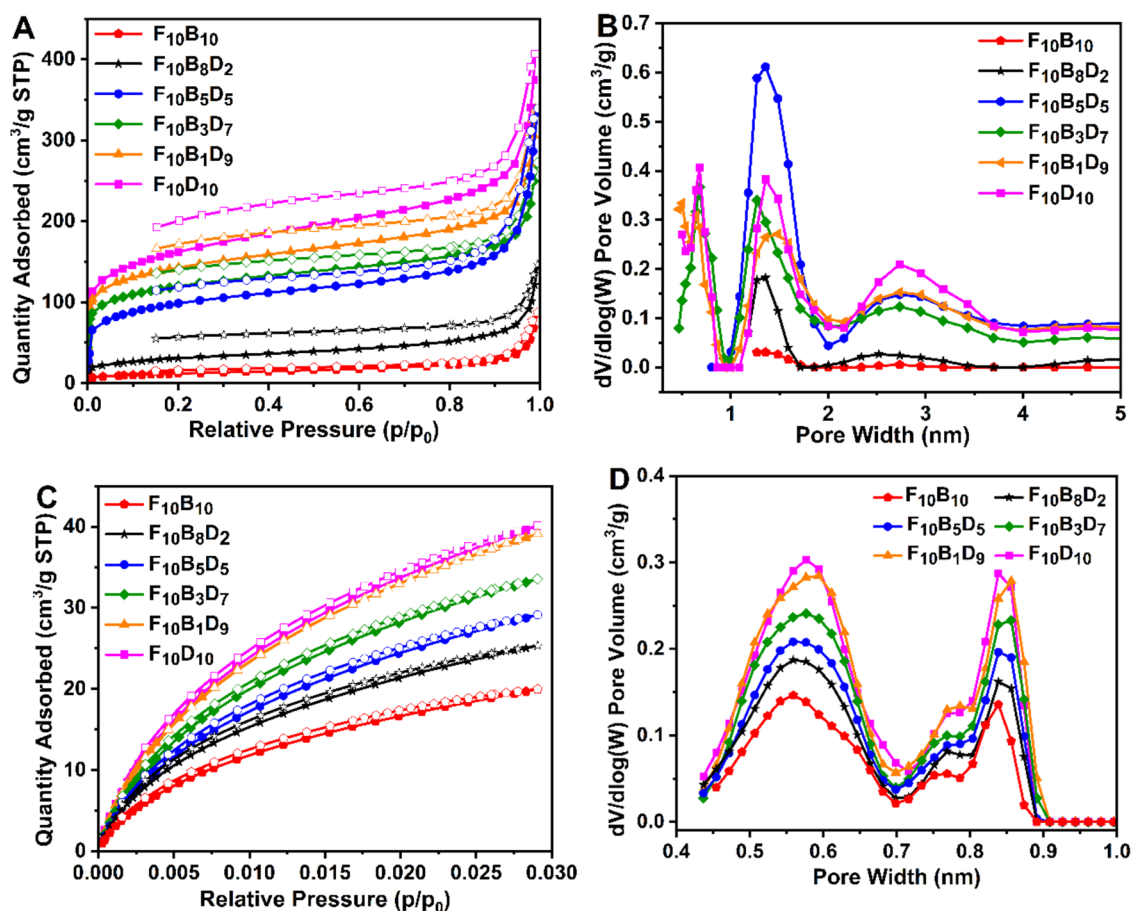 A
F₁₀B₁₀
F₁₀B₈D₂
F₁₀B₅D₅
F₁₀B₃D₇
F₁₀B₁D₉
F₁₀D₁₀
Quantity Adsorbed (cm³/g STP)
400
300
200
100
0
0.0 0.2 0.4 0.6 0.8 1.0
Relative Pressure (p/p₀)
B
F₁₀B₁₀
F₁₀B₈D₂
F₁₀B₅D₅
F₁₀B₃D₇
F₁₀B₁D₉
F₁₀D₁₀
dV/dlog(W) Pore Volume (cm³/g)
0.7
0.6
0.5
0.4
0.3
0.2
0.1
0.0
1 2 3 4 5
Pore Width (nm)
C
F₁₀B₁₀
F₁₀B₈D₂
F₁₀B₅D₅
F₁₀B₃D₇
F₁₀B₁D₉
F₁₀D₁₀
Quantity Adsorbed (cm³/g STP)
40
30
20
10
0
0.000 0.005 0.010 0.015 0.020 0.025 0.030
Relative Pressure (p/p₀)
D
F₁₀B₁₀ F₁₀B₈D₂
F₁₀B₅D₅ F₁₀B₃D₇
F₁₀B₁D₉ F₁₀D₁₀
dV/dlog(W) Pore Volume (cm³/g)
0.4
0.3
0.2
0.1
0.0
0.4 0.5 0.6 0.7 0.8 0.9 1.0
Pore Width (nm)